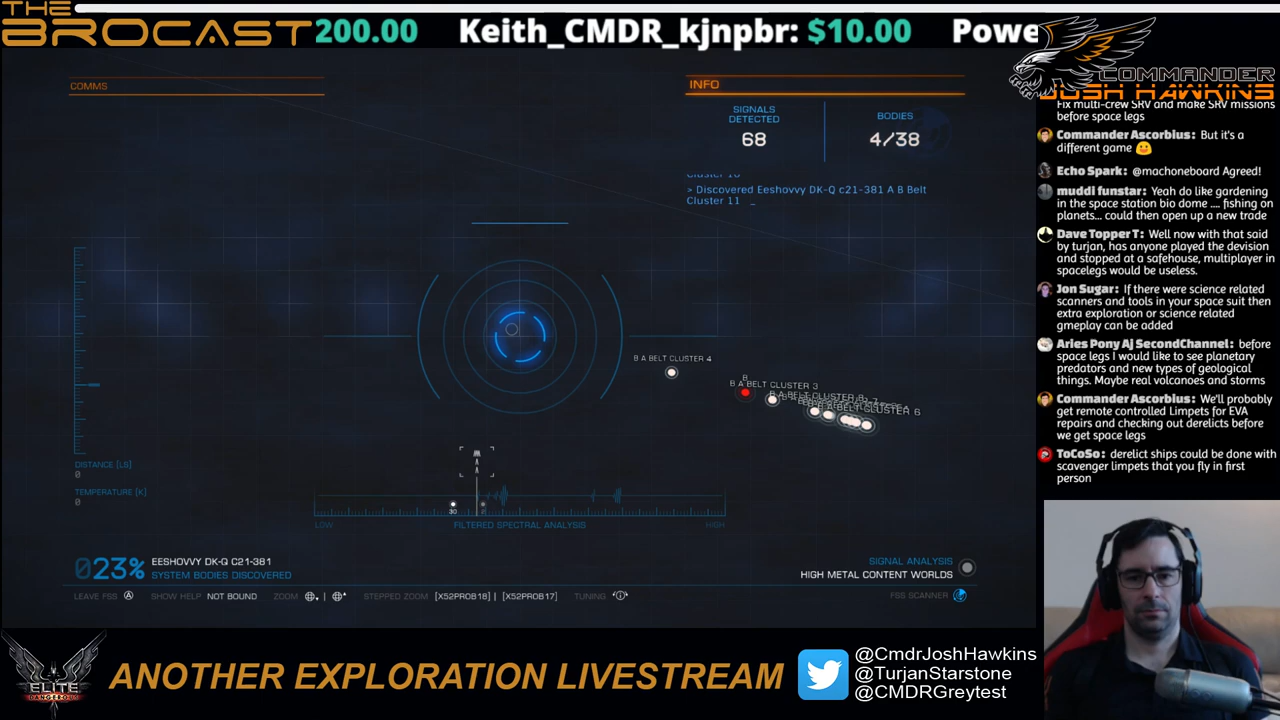 THE
BROCAST
200.00 Keith_CMDR_kjnpbr: $10.00 Powe
COMMANDER
JOSH HAWKINS
COMMS
INFO
SIGNALS
DETECTED
68
BODIES
4/38
Cluster 10
> Discovered Eeshovvy DK-Q c21-381 A B Belt
Cluster 11 _
B A BELT CLUSTER 4
B
B A BELT CLUSTER 3
BELT CLUSTER 6
DISTANCE [LS]
0
TEMPERATURE [K]
0
30
LOW
FILTERED SPECTRAL ANALYSIS
HIGH
023%
EESHOVVY DK-Q C21-381
SYSTEM BODIES DISCOVERED
SIGNAL ANALYSIS
HIGH METAL CONTENT WORLDS
LEAVE FSS A SHOW HELP NOT BOUND ZOOM | STEPPED ZOOM [X52PROB18] | [X52PROB17] TUNING
FSS SCANNER
Fix multi-crew SRV and make SRV missions
before space legs
Commander Ascorbius: But it's a
different game
Echo Spark: @machoneboard Agreed!
muddi funstar: Yeah do like gardening
in the space station bio dome .... fishing on
planets... could then open up a new trade
Dave Topper T: Well now with that said
by turjan, has anyone played the devision
and stopped at a safehouse, multiplayer in
spacelegs would be useless.
Jon Sugar: If there were science related
scanners and tools in your space suit then
extra exploration or science related
gmeplay can be added
Aries Pony Aj SecondChannel: before
space legs I would like to see planetary
predators and new types of geological
things. Maybe real volcanoes and storms
Commander Ascorbius: We'll probably
get remote controlled Limpets for EVA
repairs and checking out derelicts before
we get space legs
ToCoSo: derelict ships could be done with
scavenger limpets that you fly in first
person
ELITE
DANGEROUS
ANOTHER EXPLORATION LIVESTREAM
@CmdrJoshHawkins
@TurjanStarstone
@CMDRGreytest